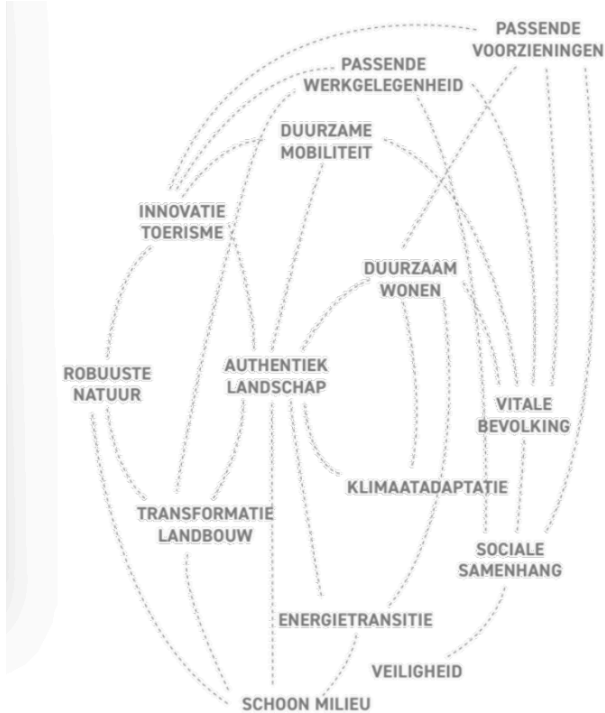 PASSENDE
VOORZIENINGEN
PASSENDE
WERKGELEGENHEID
DUURZAME
MOBILITEIT
INNOVATIE
TOERISME
DUURZAAM
WONEN
AUTHENTIEK
LANDSCHAP
ROBUUSTE
NATUUR
VITALE
BEVOLKING
KLIMAATADAPTATIE
TRANSFORMATIE
LANDBOUW
SOCIALE
SAMENHANG
ENERGIETRANSITIE
VEILIGHEID
SCHOON MILIEU